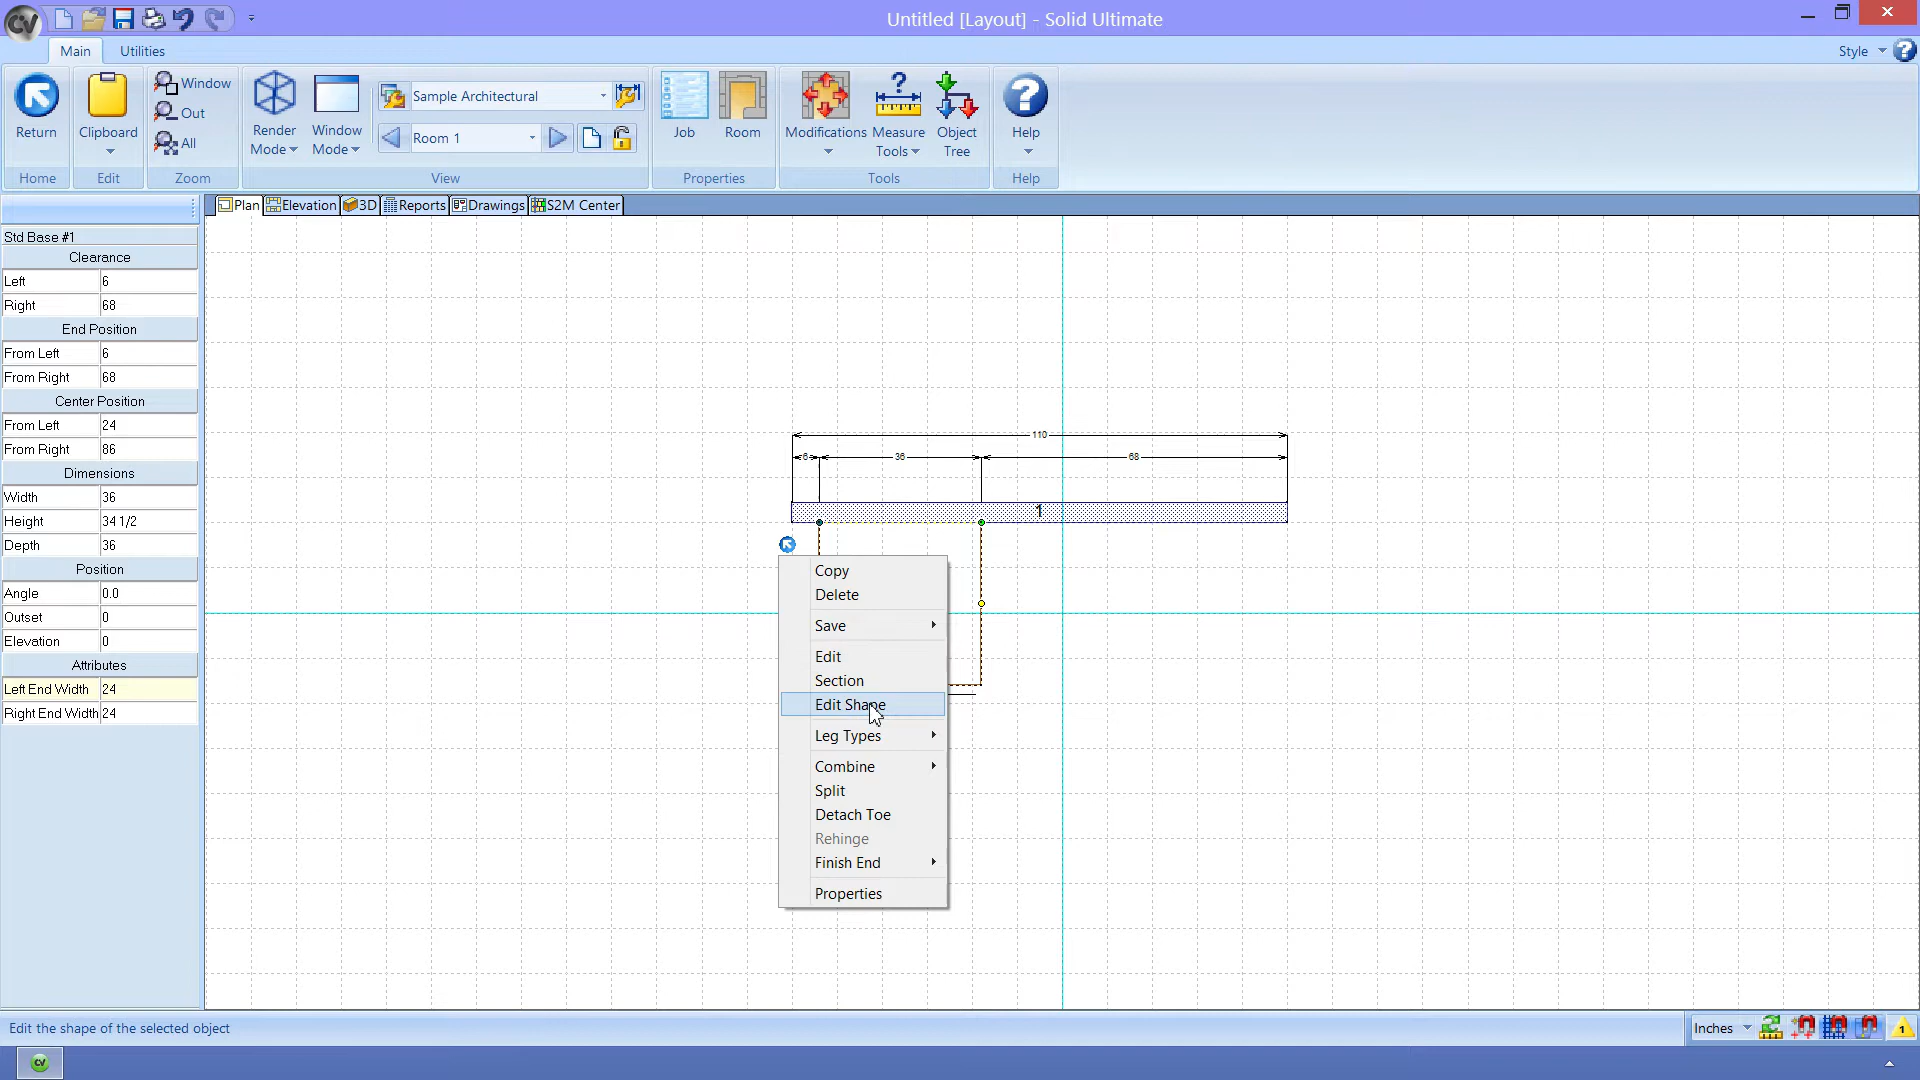 CV
Untitled [Layout] - Solid Ultimate
Main
Utilities
Style
Return
Clipboard
Window
Out
All
Render
Mode
Window
Mode
Sample Architectural
Room 1
Job
Room
Modifications
Measure
Tools
Object
Tree
Help
Home
Edit
Zoom
View
Properties
Tools
Help
Plan
Elevation
3D
Reports
Drawings
S2M Center
Std Base #1
Clearance
Left 6
Right 68
End Position
From Left 6
From Right 68
Center Position
From Left 24
From Right 86
Dimensions
Width 36
Height 34 1/2
Depth 36
Position
Angle 0.0
Outset 0
Elevation 0
Attributes
Left End Width 24
Right End Width 24
110
6
36
68
1
Copy
Delete
Save
Edit
Section
Edit Shape
Leg Types
Combine
Split
Detach Toe
Rehinge
Finish End
Properties
Edit the shape of the selected object
Inches
1
CV